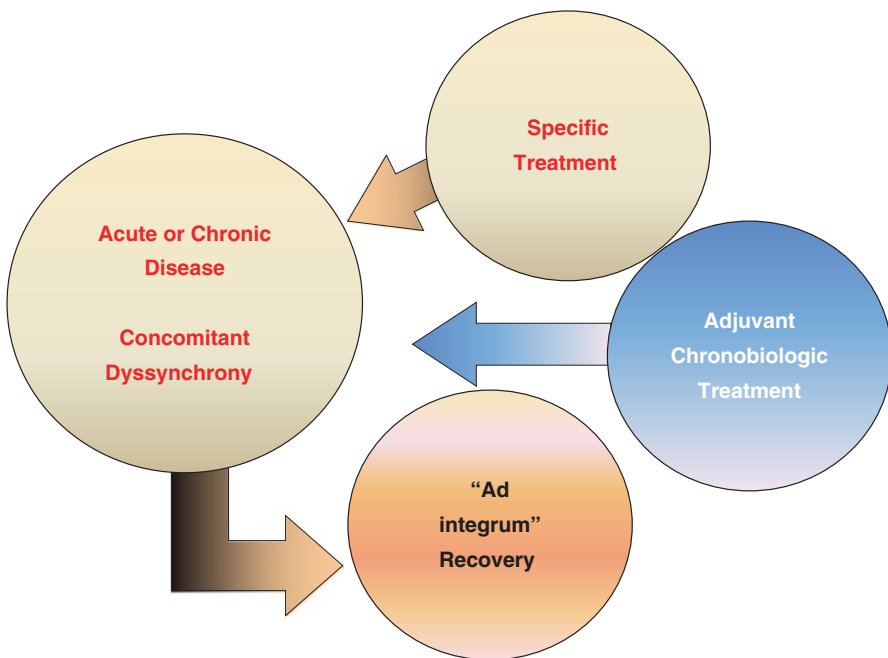 Specific
Treatment
Acute or Chronic
Disease
Concomitant
Dyssynchrony
Adjuvant
Chronobiologic
Treatment
“Ad
integrum”
Recovery